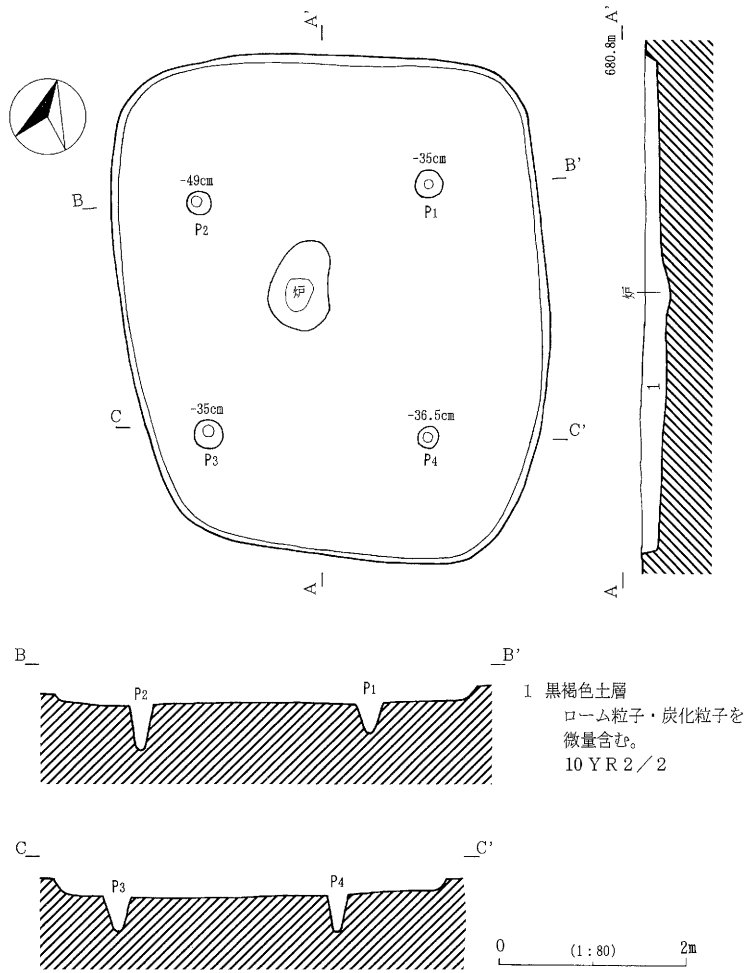 A'
A'
680.8m
-35cm
B'
-49cm
B
P1
P2
炉
炉
1
C
-35cm
-36.5cm
C'
P3
P4
A
A
B
B'
P2
P1
1 黒褐色土層
ローム粒子・炭化粒子を
微量含む。
10YR2/2
C
C'
P3
P4
0 (1:80) 2m